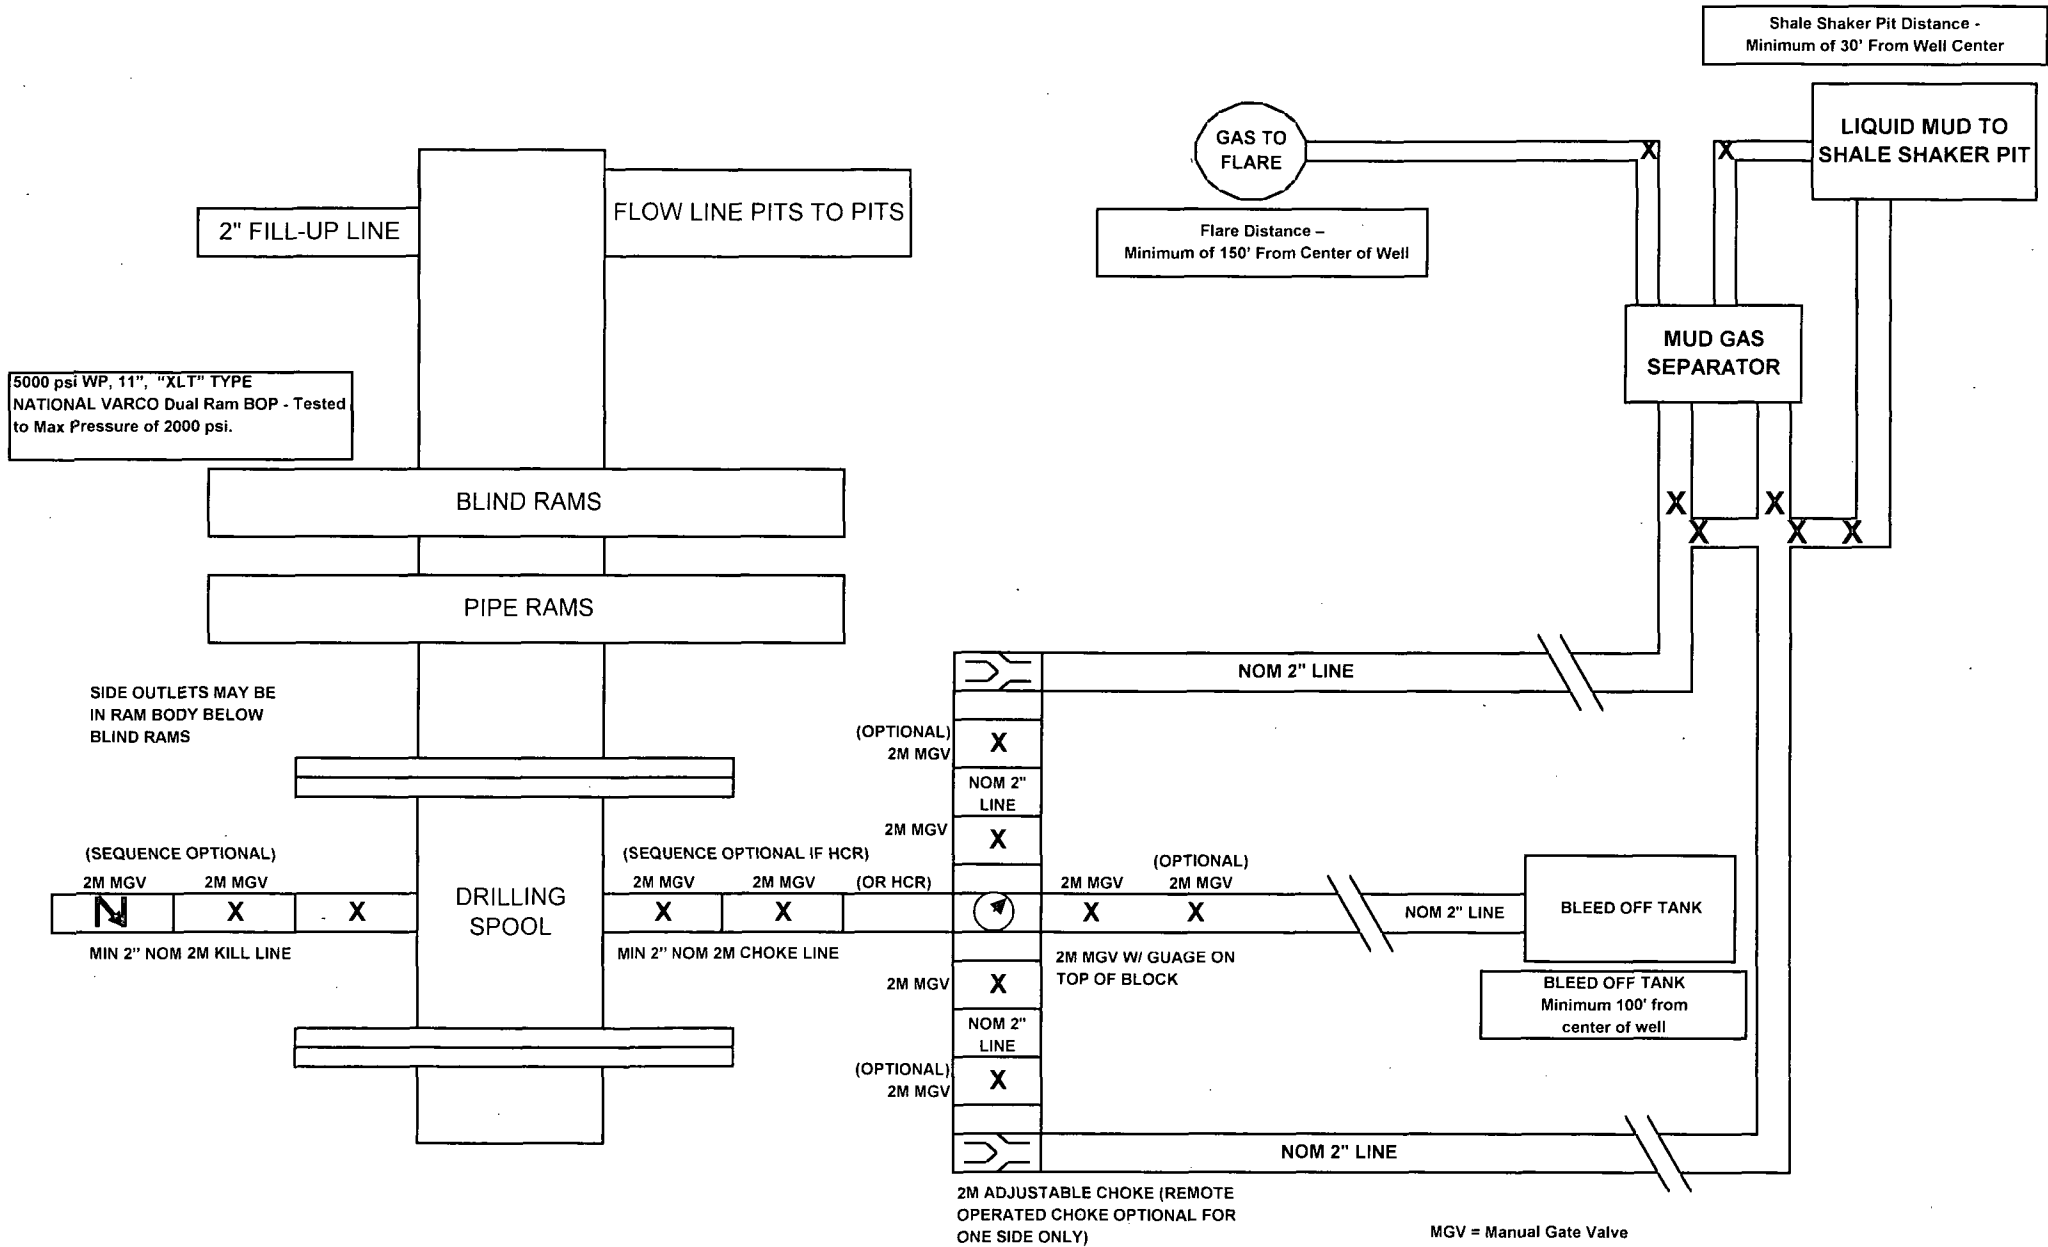 Shale Shaker Pit Distance -
Minimum of 30' From Well Center
GAS TO
FLARE
X
X
LIQUID MUD TO
SHALE SHAKER PIT
FLOW LINE PITS TO PITS
2" FILL-UP LINE
Flare Distance –
Minimum of 150' From Center of Well
MUD GAS
SEPARATOR
5000 psi WP, 11", "XLT" TYPE
NATIONAL VARCO Dual Ram BOP - Tested
to Max Pressure of 2000 psi.
BLIND RAMS
X
X
X
X
X
PIPE RAMS
NOM 2" LINE
SIDE OUTLETS MAY BE
IN RAM BODY BELOW
BLIND RAMS
(OPTIONAL)
2M MGV
X
NOM 2"
LINE
2M MGV
X
(SEQUENCE OPTIONAL)
2M MGV
2M MGV
N
X
X
MIN 2" NOM 2M KILL LINE
DRILLING
SPOOL
(SEQUENCE OPTIONAL IF HCR)
2M MGV
2M MGV
(OR HCR)
X
X
MIN 2" NOM 2M CHOKE LINE
(OPTIONAL)
2M MGV
2M MGV
X
X
NOM 2" LINE
BLEED OFF TANK
2M MGV W/ GUAGE ON
TOP OF BLOCK
BLEED OFF TANK
Minimum 100' from
center of well
2M MGV
X
NOM 2"
LINE
(OPTIONAL)
2M MGV
X
NOM 2" LINE
2M ADJUSTABLE CHOKE (REMOTE
OPERATED CHOKE OPTIONAL FOR
ONE SIDE ONLY)
MGV = Manual Gate Valve